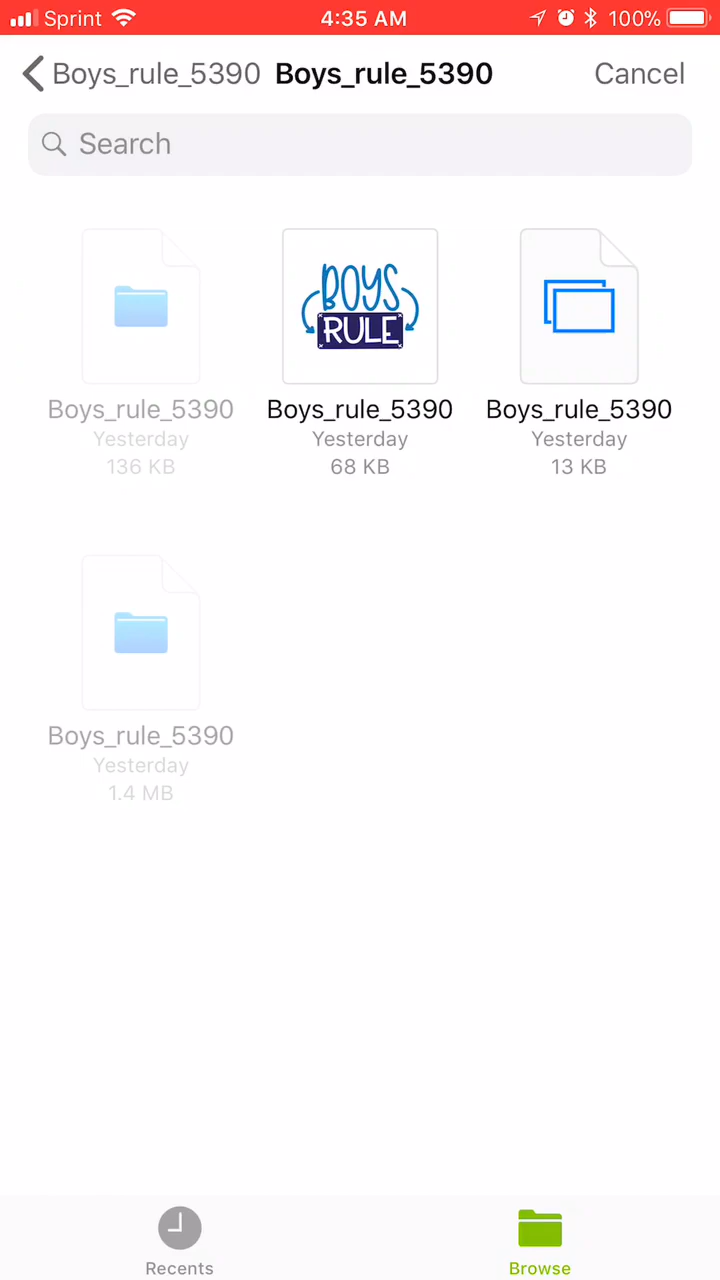 Sprint 4:35 AM 100%
Boys_rule_5390 Boys_rule_5390 Cancel
Search
BOYS
RULE
Boys_rule_5390 Boys_rule_5390 Boys_rule_5390
Yesterday Yesterday Yesterday
136 KB 68 KB 13 KB
Boys_rule_5390
Yesterday
1.4 MB
Recents Browse